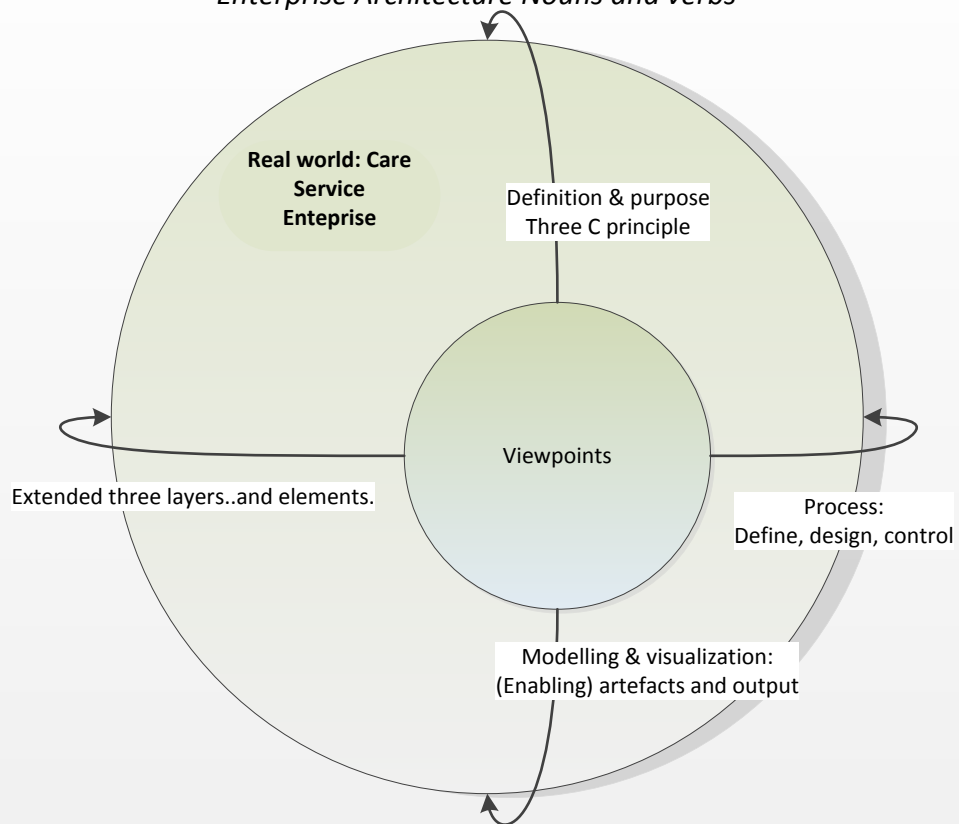 Enterprise Architecture Nouns and verbs
Real world: Care
Service
Enteprise
Definition & purpose
Three C principle
Viewpoints
Extended three layers..and elements.
Process:
Define, design, control
Modelling & visualization:
(Enabling) artefacts and output